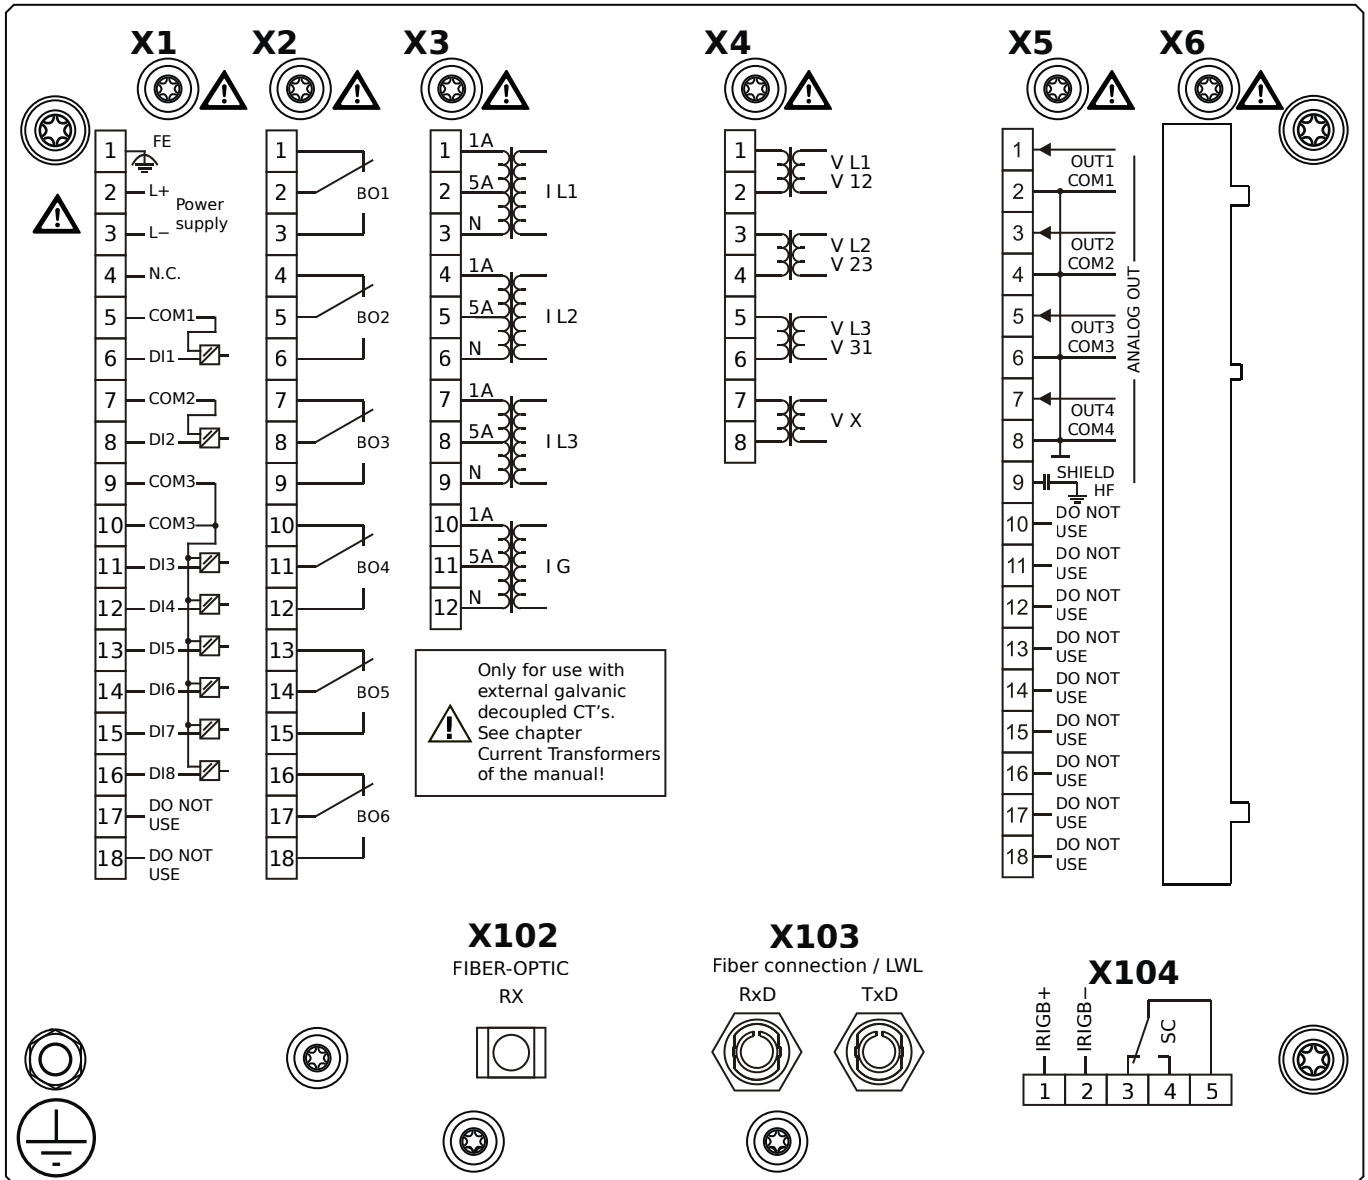 X1
X2
X3
X4
X5
X6
1 FE
2 L+
Power
supply
3 L−
4 N.C.
5 COM1
6 DI1
7 COM2
8 DI2
9 COM3
10 COM3
11 DI3
12 DI4
13 DI5
14 DI6
15 DI7
16 DI8
17 DO NOT
USE
18 DO NOT
USE
1
2 BO1
3
4
5 BO2
6
7
8 BO3
9
10
11 BO4
12
13
14 BO5
15
16
17 BO6
18
1 1A
2 5A I L1
3 N
4 1A
5 5A I L2
6 N
7 1A
8 5A I L3
9 N
10 1A
11 5A I G
12 N
Only for use with
external galvanic
decoupled CT's.
See chapter
Current Transformers
of the manual!
1 V L1
2 V 12
3 V L2
4 V 23
5 V L3
6 V 31
7 V X
8
1 OUT1
2 COM1
3 OUT2
4 COM2
5 OUT3
6 COM3
7 OUT4
8 COM4
ANALOG OUT
9 SHIELD
HF
10 DO NOT
USE
11 DO NOT
USE
12 DO NOT
USE
13 DO NOT
USE
14 DO NOT
USE
15 DO NOT
USE
16 DO NOT
USE
17 DO NOT
USE
18 DO NOT
USE
X102
FIBER-OPTIC
RX
X103
Fiber connection / LWL
RxD TxD
X104
IRIGB+
IRIGB−
SC
1 2 3 4 5